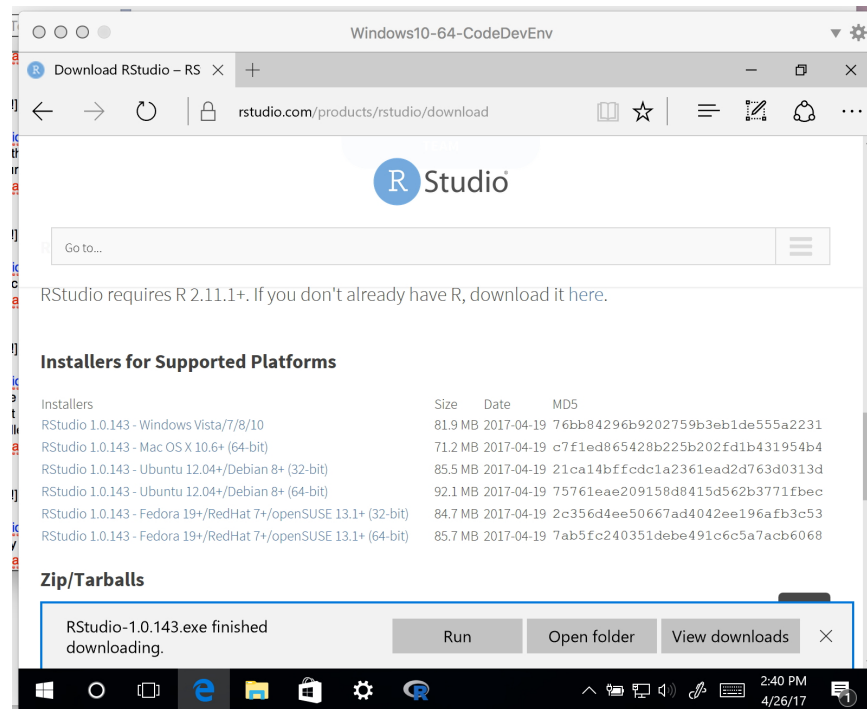 Windows10-64-CodeDevEnv
R Download RStudio – RS
rstudio.com/products/rstudio/download
R Studio
Go to...
RStudio requires R 2.11.1+. If you don't already have R, download it here.
Installers for Supported Platforms
Installers Size Date MD5
RStudio 1.0.143 - Windows Vista/7/8/10 81.9 MB 2017-04-19 76bb84296b9202759b3eb1de555a2231
RStudio 1.0.143 - Mac OS X 10.6+ (64-bit) 71.2 MB 2017-04-19 c7f1ed865428b225b202fd1b431954b4
RStudio 1.0.143 - Ubuntu 12.04+/Debian 8+ (32-bit) 85.5 MB 2017-04-19 21ca14bffcdc1a2361ead2d763d0313d
RStudio 1.0.143 - Ubuntu 12.04+/Debian 8+ (64-bit) 92.1 MB 2017-04-19 75761eae209158d8415d562b3771fbec
RStudio 1.0.143 - Fedora 19+/RedHat 7+/openSUSE 13.1+ (32-bit) 84.7 MB 2017-04-19 2c356d4ee50667ad4042ee196afb3c53
RStudio 1.0.143 - Fedora 19+/RedHat 7+/openSUSE 13.1+ (64-bit) 85.7 MB 2017-04-19 7ab5fc240351debe491c6c5a7acb6068
Zip/Tarballs
RStudio-1.0.143.exe finished
downloading.
Run Open folder View downloads
R
2:40 PM
4/26/17
1